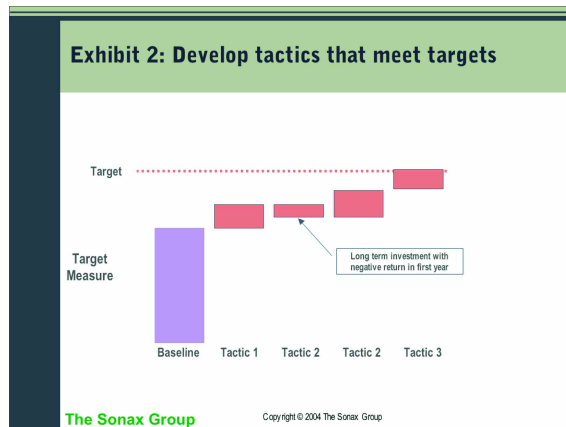 Exhibit 2: Develop tactics that meet targets
Target
Long term investment with
negative return in first year
Target
Measure
Baseline
Tactic 1
Tactic 2
Tactic 2
Tactic 3
The Sonax Group
Copyright © 2004 The Sonax Group